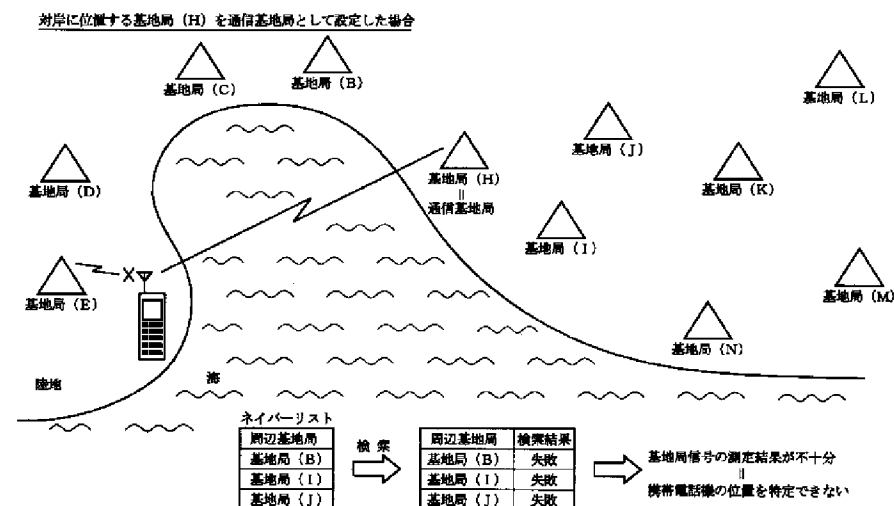 対岸に位置する基地局（H）を通信基地局として設定した場合
基地局（C）
基地局（B）
基地局（L）
基地局（J）
基地局（D）
基地局（H）
॥
通信基地局
基地局（K）
基地局（I）
基地局（E）
基地局（M）
基地局（N）
陸地
海
ネイバーリスト
周辺基地局
基地局（B）
基地局（I）
基地局（J）
検索
周辺基地局 検索結果
基地局（B） 失敗
基地局（I） 失敗
基地局（J） 失敗
基地局信号の測定結果が不十分
॥
携帯電話機の位置を特定できない